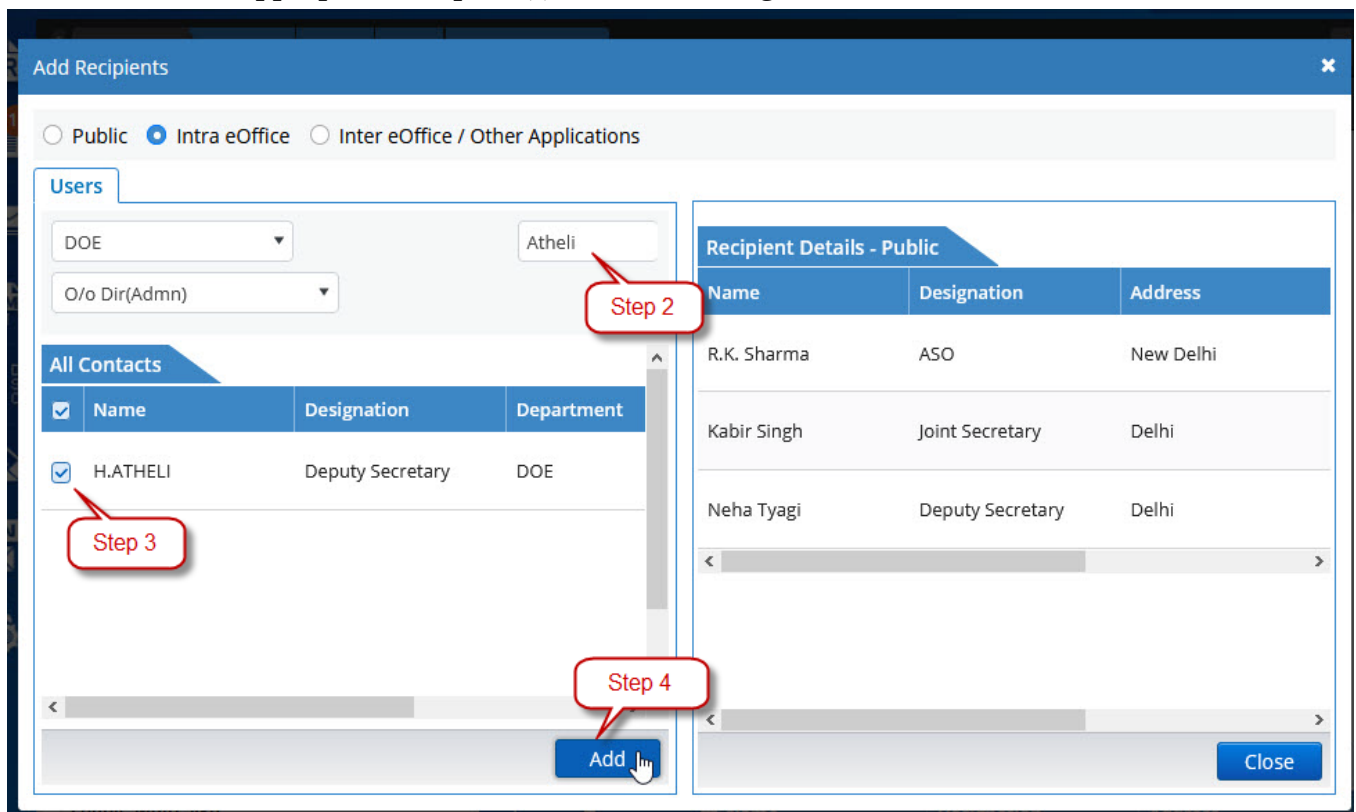 Add Recipients
Public Intra eOffice Inter eOffice / Other Applications
Users
DOE
Atheli
O/o Dir(Admn)
Step 2
All Contacts
Name Designation Department
H.ATHELI Deputy Secretary DOE
Step 3
Step 4
Add
Recipient Details - Public
Name Designation Address
R.K. Sharma ASO New Delhi
Kabir Singh Joint Secretary Delhi
Neha Tyagi Deputy Secretary Delhi
Close